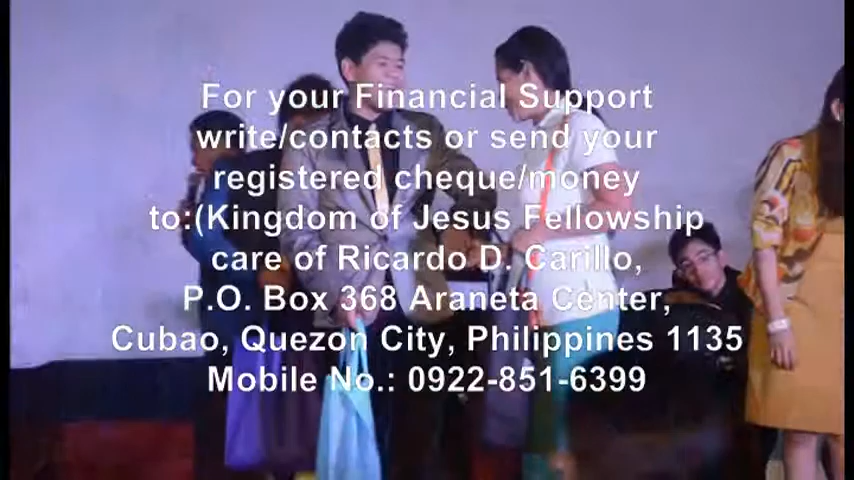 For your Financial Support
write/contacts or send your
registered cheque/money
to:(Kingdom of Jesus Fellowship
care of Ricardo D. Carillo,
P.O. Box 368 Araneta Center,
Cubao, Quezon City, Philippines 1135
Mobile No.: 0922-851-6399